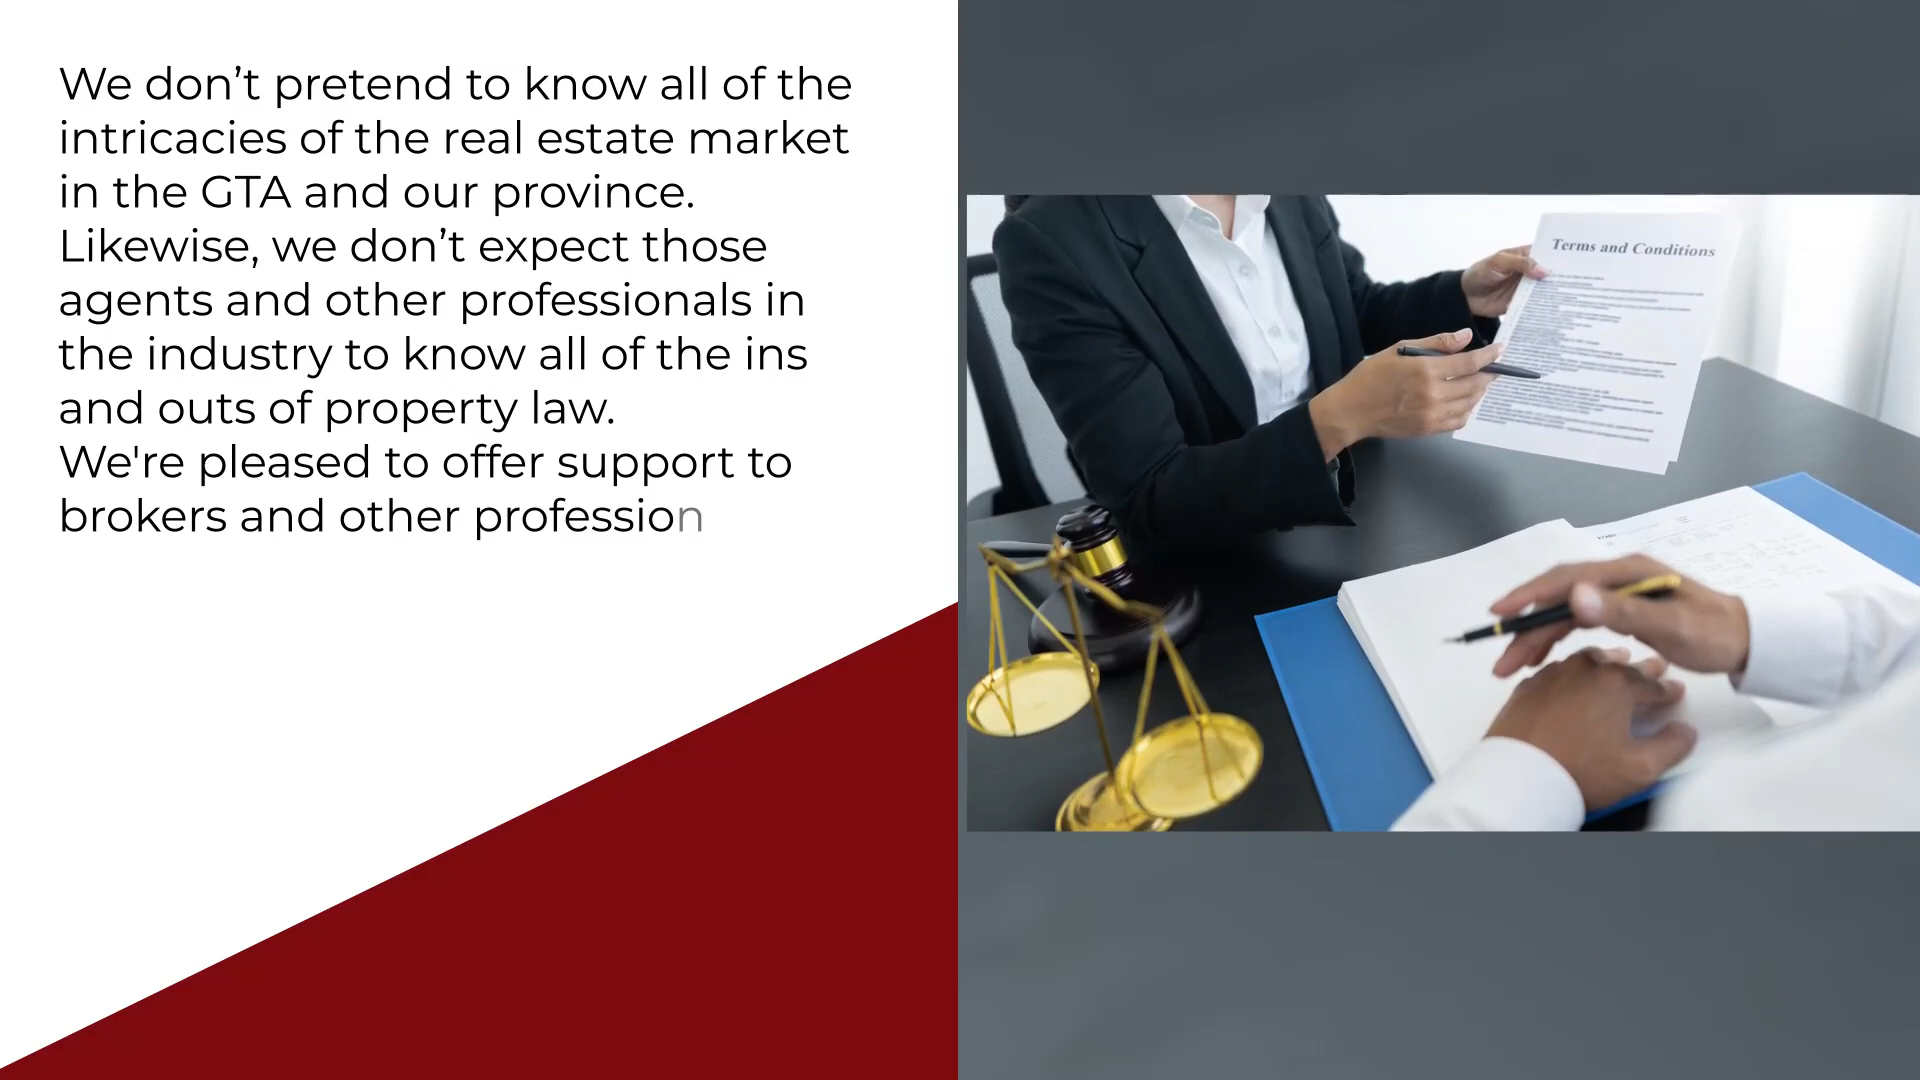 We don’t pretend to know all of the
intricacies of the real estate market
in the GTA and our province.
Likewise, we don’t expect those
agents and other professionals in
the industry to know all of the ins
and outs of property law.
We're pleased to offer support to
brokers and other profession
Terms and Conditions